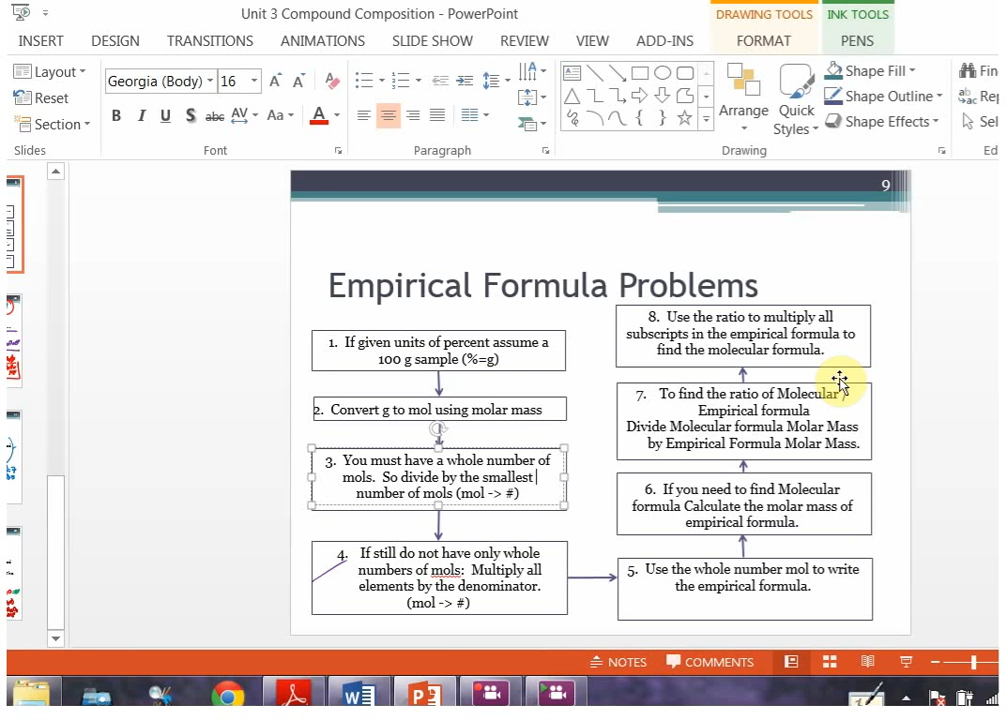 Unit 3 Compound Composition - PowerPoint
DRAWING TOOLS
INK TOOLS
INSERT DESIGN TRANSITIONS ANIMATIONS SLIDE SHOW REVIEW VIEW ADD-INS FORMAT PENS
Layout
Reset
Section
Slides
Georgia (Body) 16
B I U S abc AV Aa A
Font
Paragraph
Arrange
Quick
Styles
Shape Fill
Shape Outline
Shape Effects
Drawing
Fin
Rep
Sel
Ed
9
Empirical Formula Problems
1. If given units of percent assume a
100 g sample (%=g)
2. Convert g to mol using molar mass
3. You must have a whole number of
mols. So divide by the smallest
number of mols (mol -> #)
4. If still do not have only whole
numbers of mols: Multiply all
elements by the denominator.
(mol -> #)
5. Use the whole number mol to write
the empirical formula.
6. If you need to find Molecular
formula Calculate the molar mass of
empirical formula.
7. To find the ratio of Molecular /
Empirical formula
Divide Molecular formula Molar Mass
by Empirical Formula Molar Mass.
8. Use the ratio to multiply all
subscripts in the empirical formula to
find the molecular formula.
NOTES COMMENTS